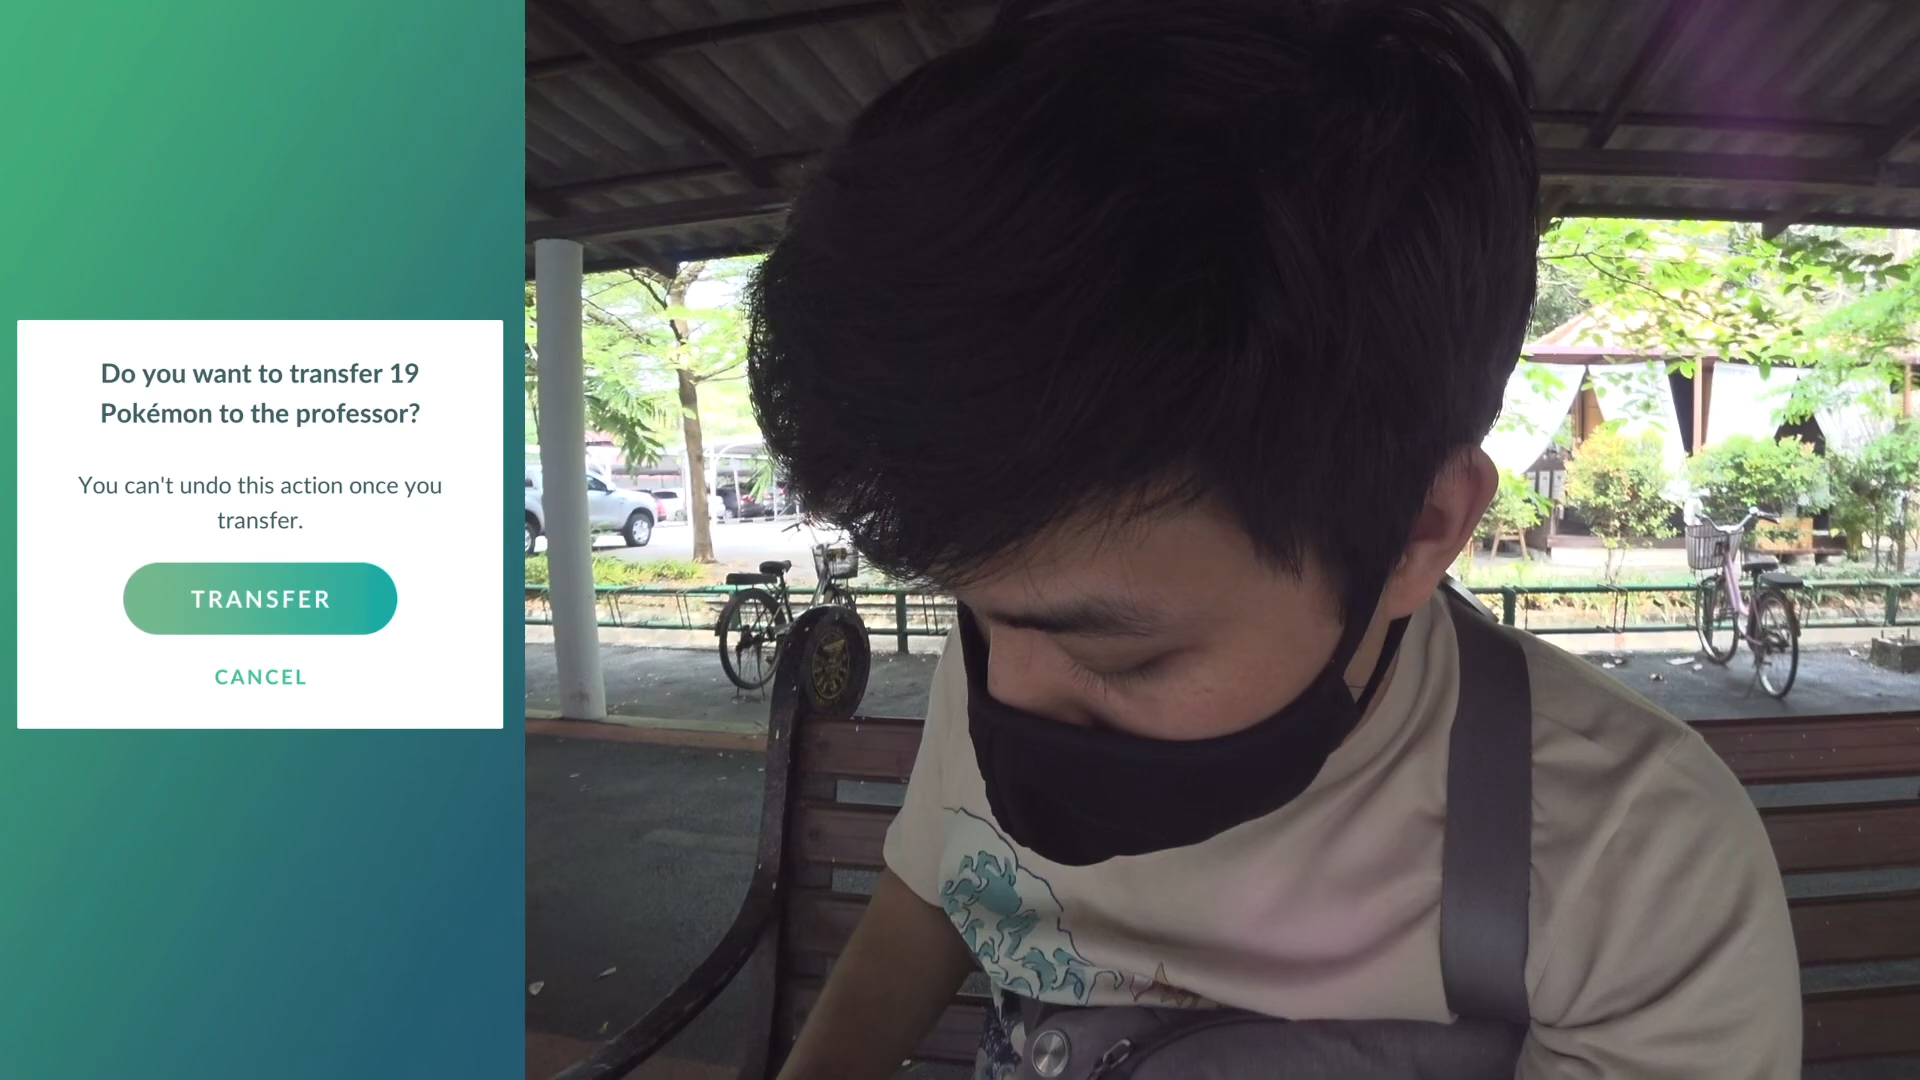 Do you want to transfer 19
Pokémon to the professor?
You can't undo this action once you
transfer.
TRANSFER
CANCEL